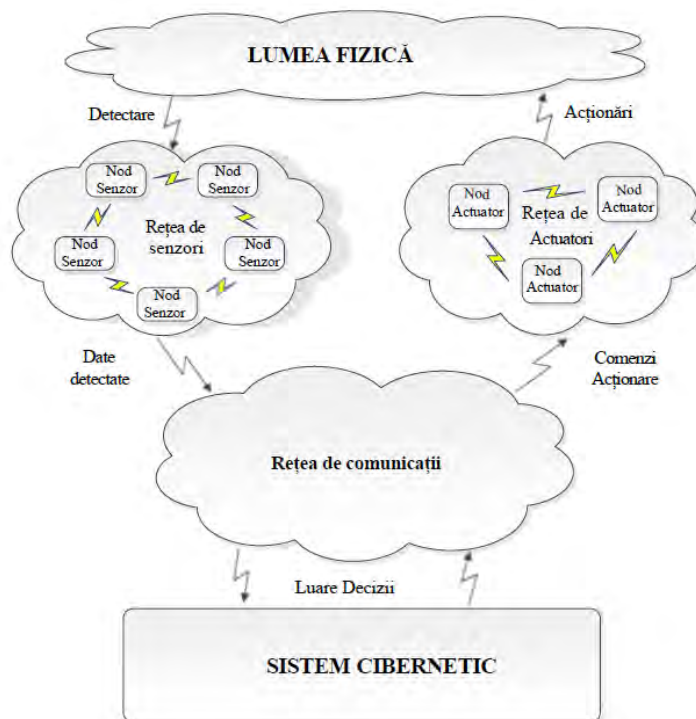 LUMEA FIZICĂ
Detectare
Acționări
Nod
Senzor
Nod
Senzor
Nod
Senzor
Rețea de
senzori
Nod
Senzor
Nod
Senzor
Nod
Actuator
Nod
Actuator
Rețea de
Actuatori
Nod
Actuator
Date
detectate
Comenzi
Acționare
Rețea de comunicații
Luare Decizii
SISTEM CIBERNETIC